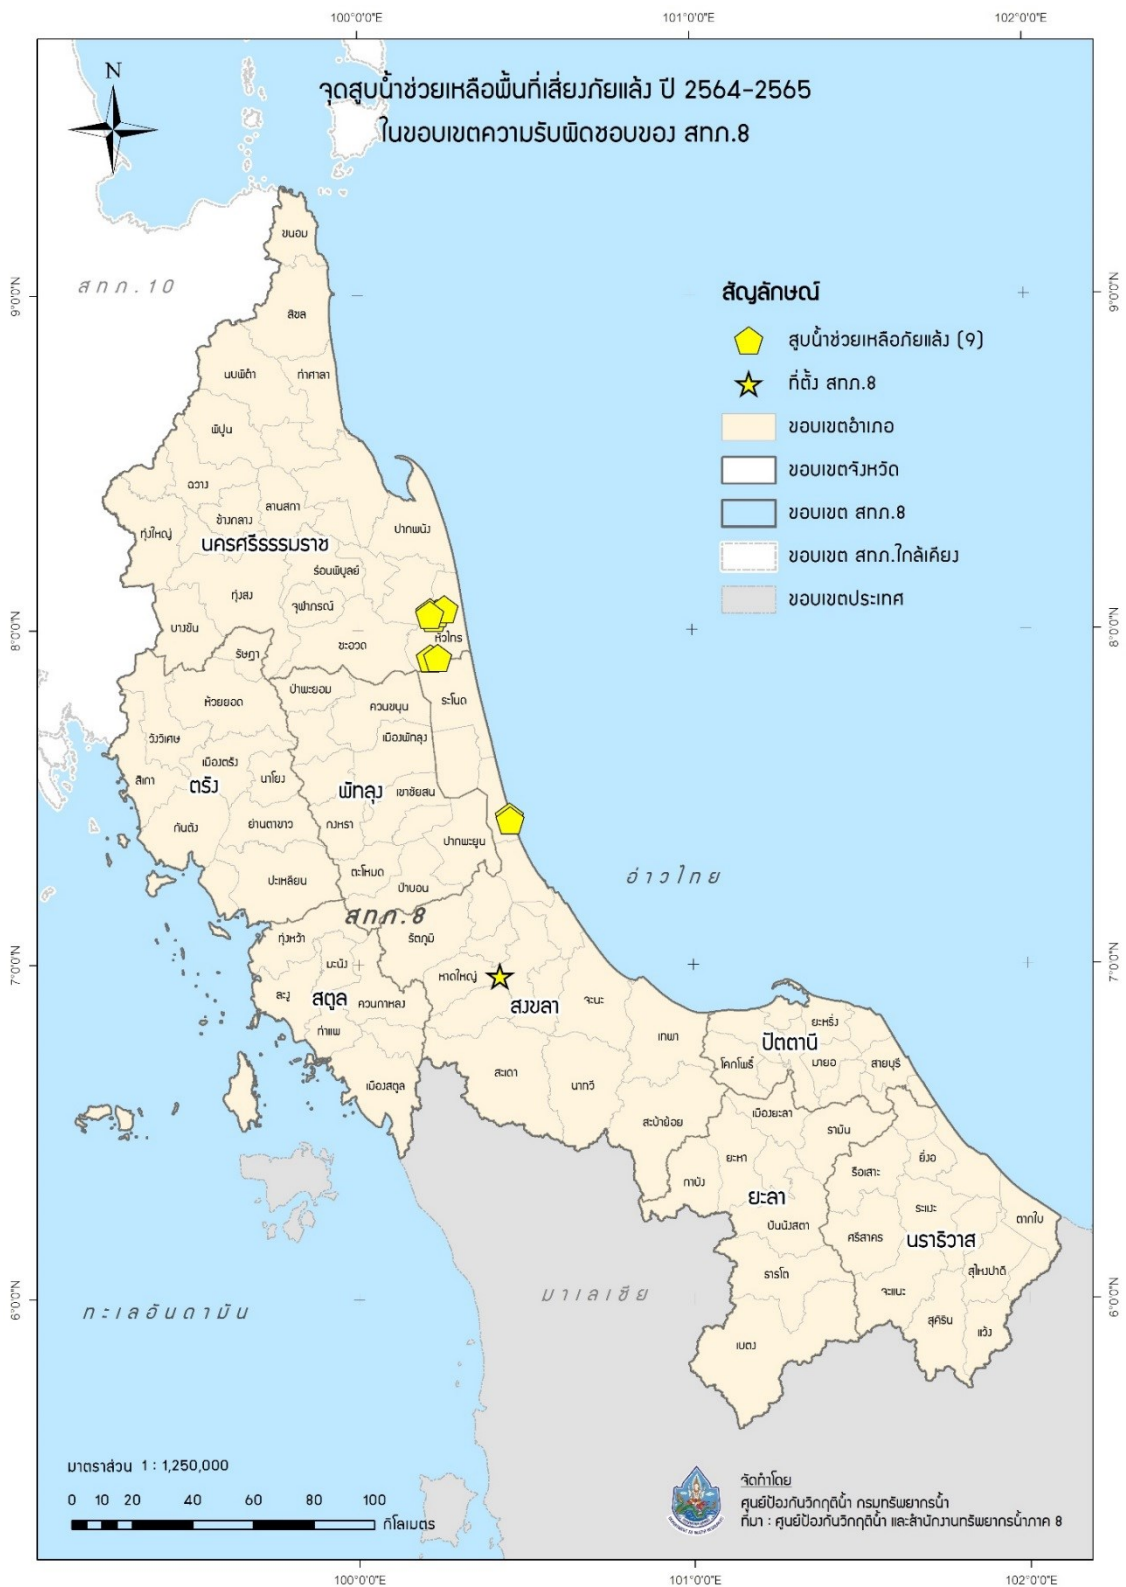 100°0'0"E 101°0'0"E 102°0'0"E
N
จุดสูบน้ำช่วยเหลือพื้นที่เสี่ยงภัยแล้ง ปี 2564-2565
ในขอบเขตความรับผิดชอบของ สทภ.8
สทภ.10
9°0'0"N
9°0'0"N
สัญลักษณ์
สูบน้ำช่วยเหลือภัยแล้ง (9)
ที่ตั้ง สทภ.8
ขอบเขตอำเภอ
ขอบเขตจังหวัด
ขอบเขต สทภ.8
ขอบเขต สทภ.ใกล้เคียง
ขอบเขตประเทศ
ขนอม
สิชล
นบพิตำ ท่าศาลา
พิปูน
ฉวาง
ช้างกลาง ลานสกา
ทุ่งใหญ่ ปากพนัง
นครศรีธรรมราช
ร่อนพิบูลย์
ทุ่งสง จุฬาภรณ์
บางขัน ชะอวด หัวไทร
8°0'0"N
8°0'0"N
รัษฎา
ห้วยยอด ป่าพะยอม ควนขนุน ระโนด
วังวิเศษ เมืองพัทลุง
เมืองตรัง
สิเกา ตรัง นาโยง พัทลุง เขาชัยสน
กันตัง ย่านตาขาว กงหรา ปากพะยูน
ปะเหลียน ตะโหมด ป่าบอน
อ่าวไทย
สทภ.8
ทุ่งหว้า รัตภูมิ
มะนัง หาดใหญ่
7°0'0"N
7°0'0"N
ละงู สตูล ควนกาหลง สงขลา จะนะ
ท่าแพ เทพา
เมืองสตูล สะเดา นาทวี
สะบ้าย้อย
ยะหริ่ง
ปัตตานี
โคกโพธิ์ มายอ สายบุรี
เมืองยะลา รามัน
ยะหา รือเสาะ ยี่งอ
กาบัง ยะลา ระแงะ
บันนังสตา ศรีสาคร นราธิวาส ตากใบ
ธารโต สุไหงปาดี
จะแนะ
สุคิริน แว้ง
เบตง
มาเลเซีย
ทะเลอันดามัน
6°0'0"N
6°0'0"N
มาตราส่วน 1 : 1,250,000
0 10 20 40 60 80 100
กิโลเมตร
จัดทำโดย
ศูนย์ป้องกันวิกฤติน้ำ กรมทรัพยากรน้ำ
ที่มา : ศูนย์ป้องกันวิกฤติน้ำ และสำนักงานทรัพยากรน้ำภาค 8
100°0'0"E 101°0'0"E 102°0'0"E